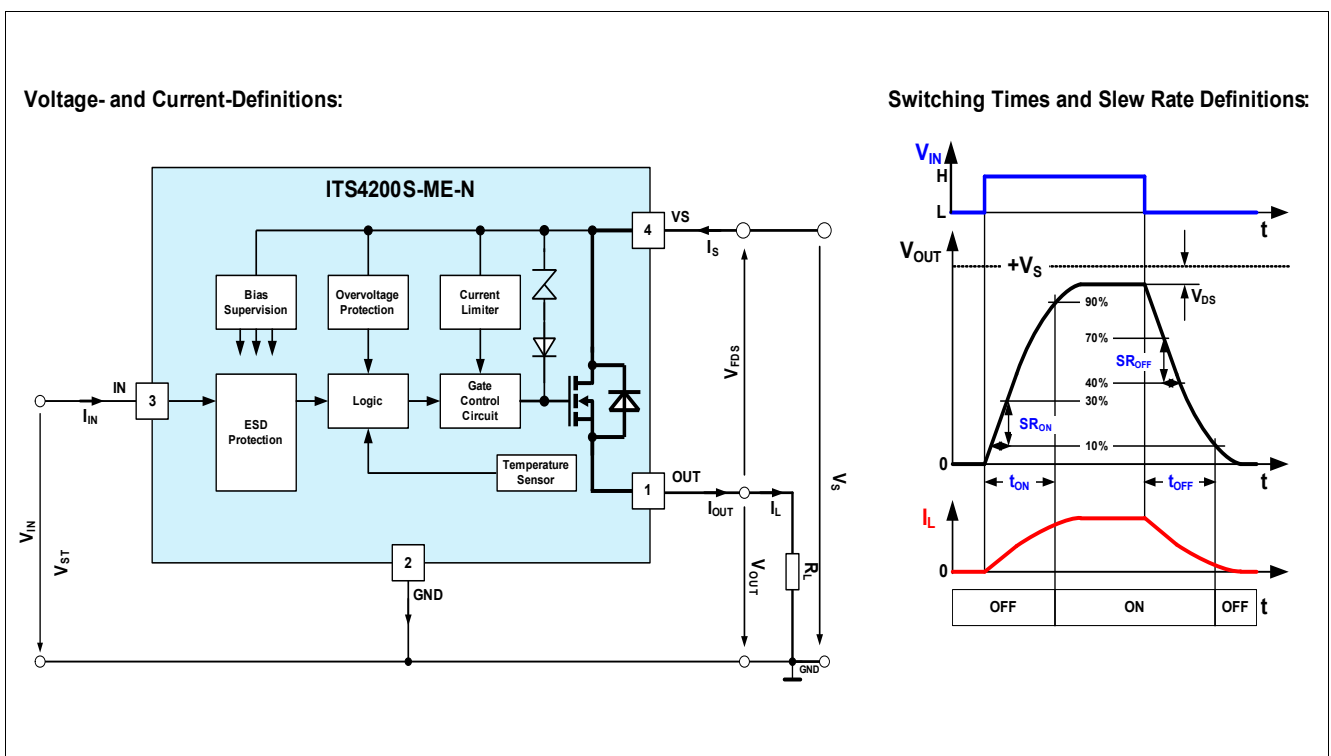 Voltage- and Current-Definitions:
Switching Times and Slew Rate Definitions:
ITS4200S-ME-N
VS
4
IS
Bias
Supervision
Overvoltage
Protection
Current
Limiter
VFDS
IN
3
IIN
ESD
Protection
Logic
Gate
Control
Circuit
Temperature
Sensor
OUT
1
IOUT
IL
VS
VIN
VST
2
GND
VOUT
RL
GND
VIN
H
L
t
VOUT
+VS
VDS
90%
70%
SROFF
40%
30%
SRON
10%
0
t
tON
tOFF
IL
0
OFF
ON
OFF
t